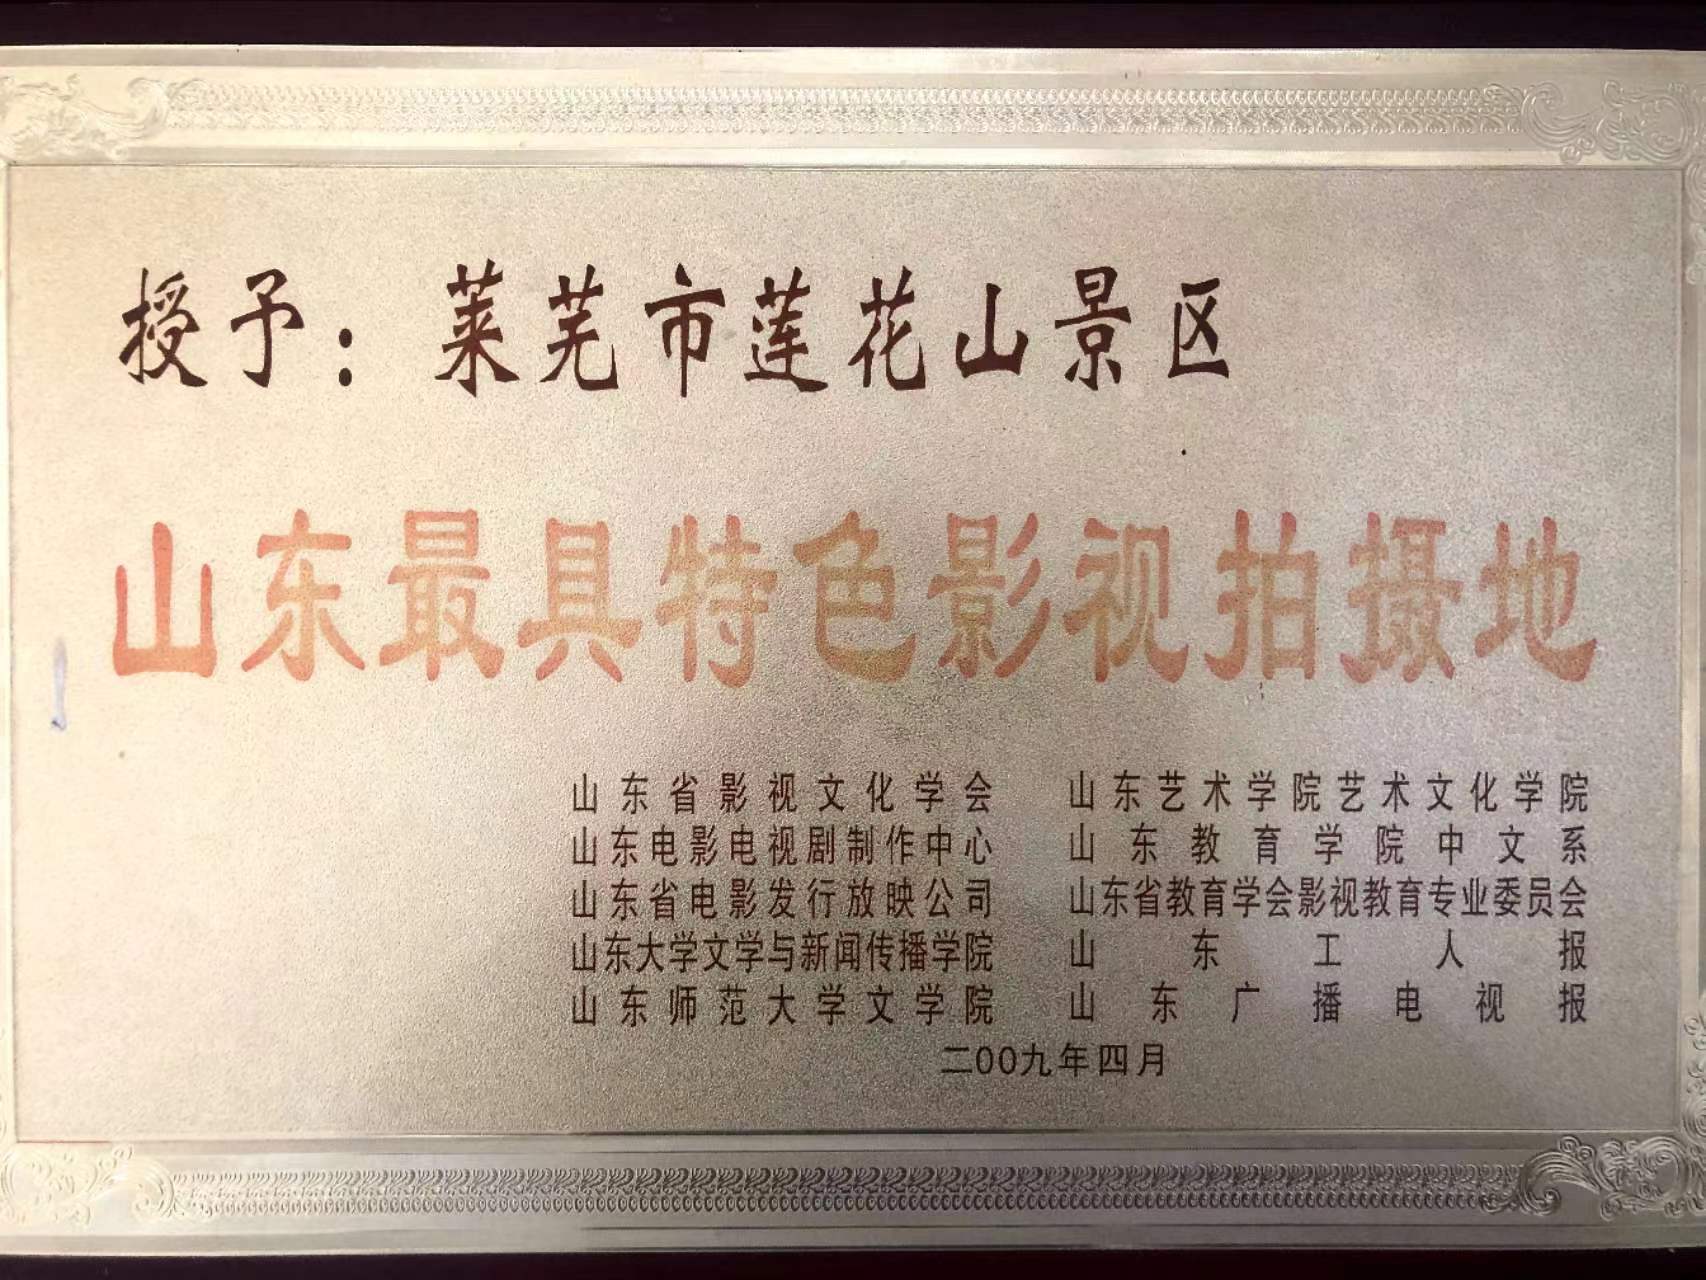 授予：莱芜市莲花山景区
山东最具特色影视拍摄地
山东省影视文化学会
山东电影电视剧制作中心
山东省电影发行放映公司
山东大学文学与新闻传播学院
山东师范大学文学院
山东艺术学院艺术文化学院
山东教育学院中文系
山东省教育学会影视教育专业委员会
山东工人报
山东广播电视报
二00九年四月